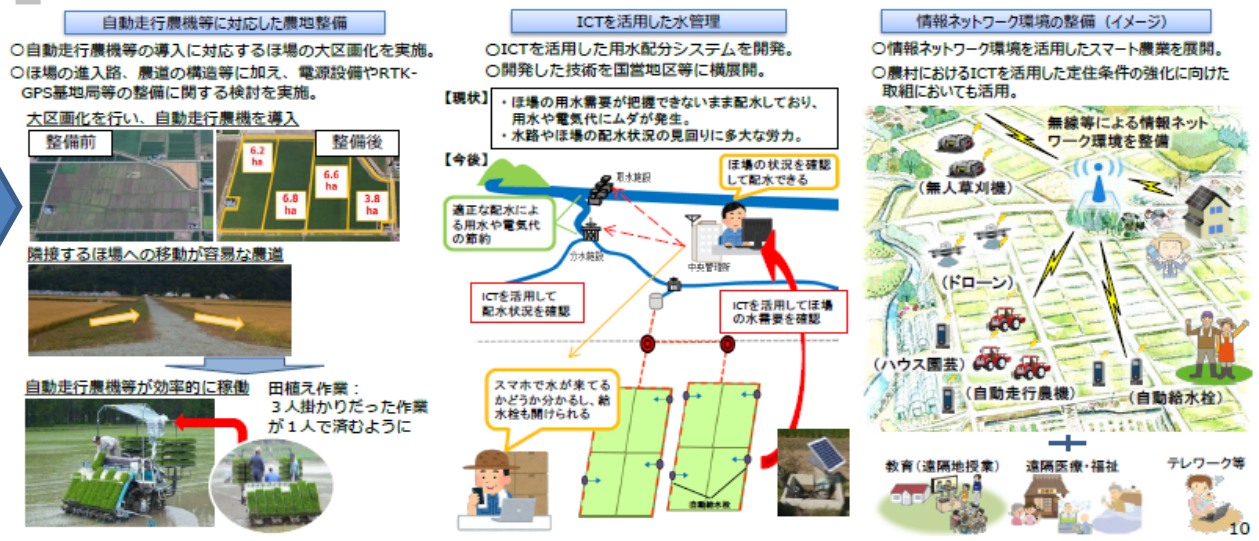 自動走行農機等に対応した農地整備
○自動走行農機等の導入に対応するほ場の大区画化を実施。
○ほ場の進入路、農道の構造等に加え、電源設備やRTK-
GPS基地局等の整備に関する検討を実施。
大区画化を行い、自動走行農機を導入
整備前
整備後
6.2
ha
6.8
ha
6.6
ha
3.8
ha
隣接するほ場への移動が容易な農道
自動走行農機等が効率的に稼働
田植え作業：
３人掛かりだった作業
が１人で済むように
ICTを活用した水管理
○ICTを活用した用水配分システムを開発。
○開発した技術を国営地区等に横展開。
【現状】
・ほ場の用水需要が把握できないまま配水しており、
用水や電気代にムダが発生。
・水路やほ場の配水状況の見回りに多大な労力。
【今後】
取水施設
ほ場の状況を確認
して配水できる
適正な配水によ
る用水や電気代
の節約
分水施設
中央管理所
ICTを活用して
配水状況を確認
ICTを活用してほ場
の水需要を確認
スマホで水が来てる
かどうか分かるし、給
水栓も開けられる
自動給水栓
情報ネットワーク環境の整備（イメージ）
○情報ネットワーク環境を活用したスマート農業を展開。
○農村におけるICTを活用した定住条件の強化に向けた
取組においても活用。
無線等による情報ネット
ワーク環境を整備
（無人草刈機）
（ドローン）
（ハウス園芸）
（自動走行農機）
（自動給水栓）
＋
教育（遠隔地授業）
遠隔医療・福祉
テレワーク等
10